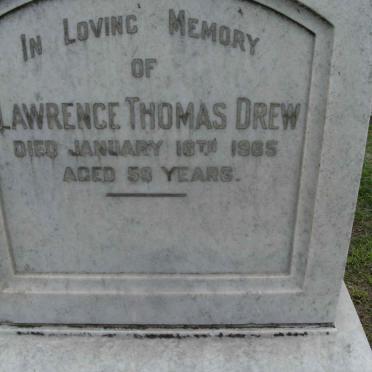 In Loving Memory
of
Lawrence Thomas Drew
Died January 18th 1965
Aged 58 Years.